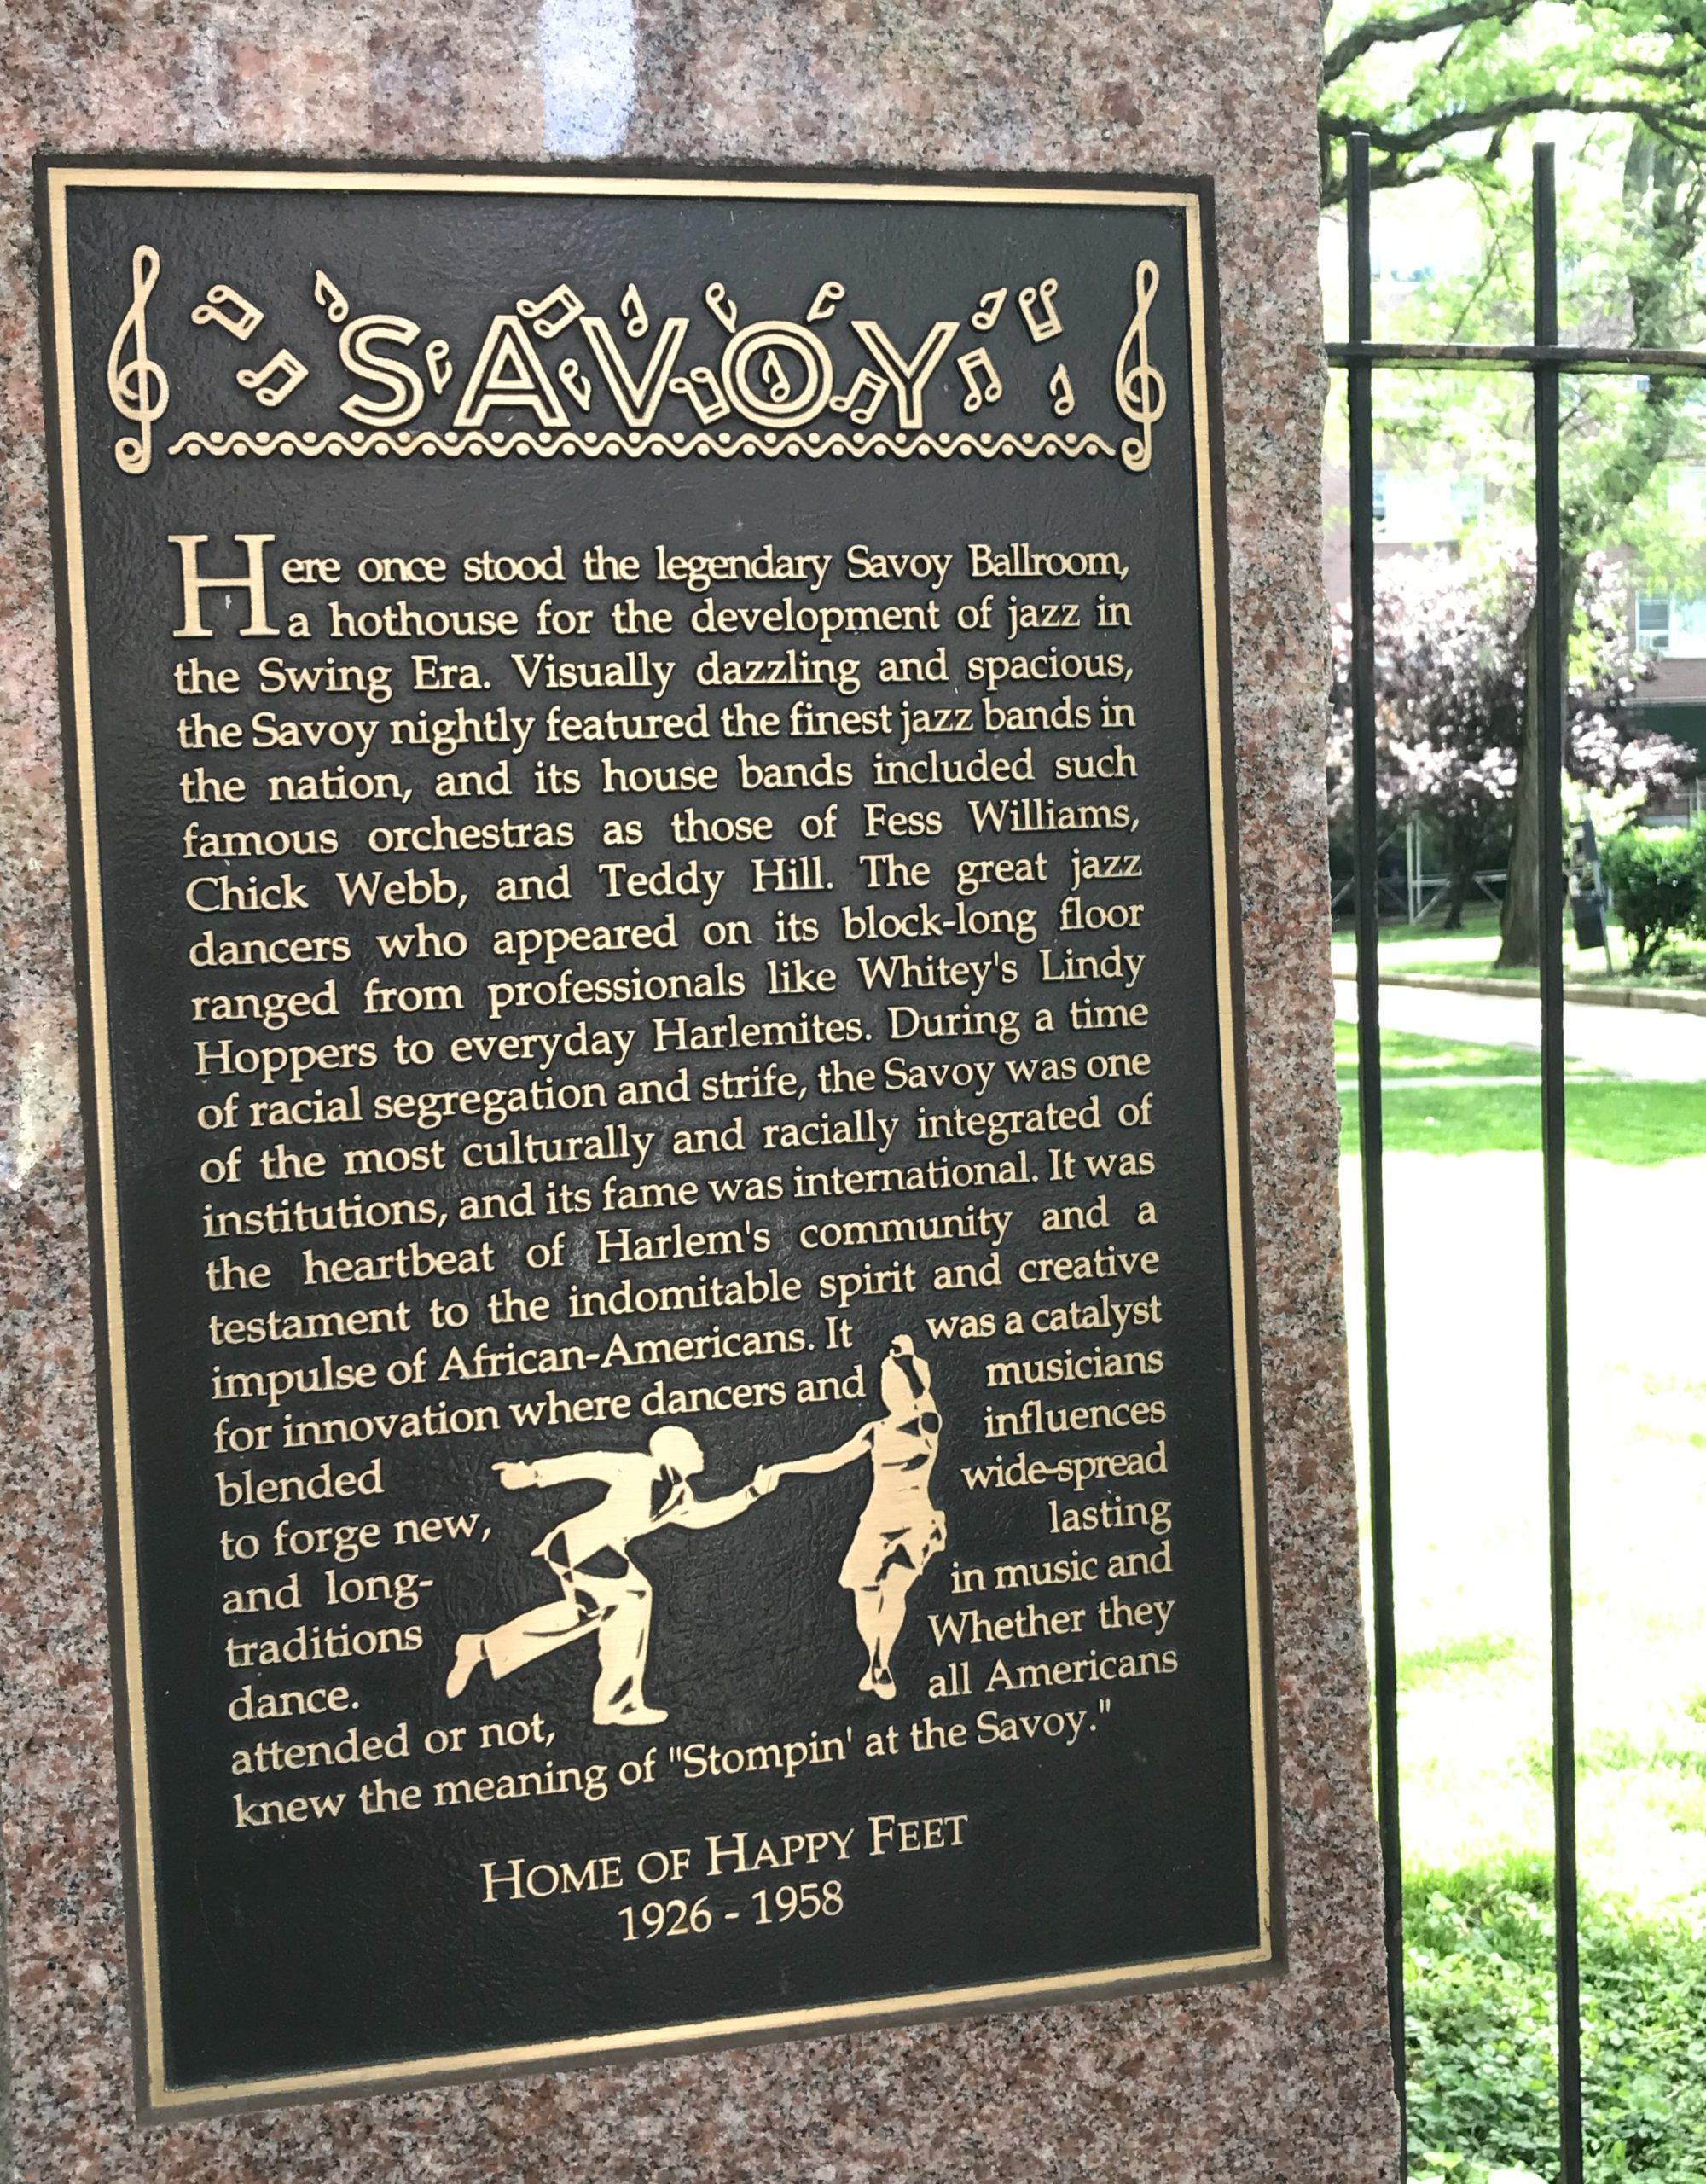 SAVOY
Here once stood the legendary Savoy Ballroom,
a hothouse for the development of jazz in
the Swing Era. Visually dazzling and spacious,
the Savoy nightly featured the finest jazz bands in
the nation, and its house bands included such
famous orchestras as those of Fess Williams,
Chick Webb, and Teddy Hill. The great jazz
dancers who appeared on its block-long floor
ranged from professionals like Whitey's Lindy
Hoppers to everyday Harlemites. During a time
of racial segregation and strife, the Savoy was one
of the most culturally and racially integrated of
institutions, and its fame was international. It was
the heartbeat of Harlem's community and a
testament to the indomitable spirit and creative
impulse of African-Americans. It was a catalyst
for innovation where dancers and musicians
blended influences
to forge new, wide-spread
and long- lasting
traditions in music and
dance. Whether they
attended or not, all Americans
knew the meaning of "Stompin' at the Savoy."
HOME OF HAPPY FEET
1926 - 1958